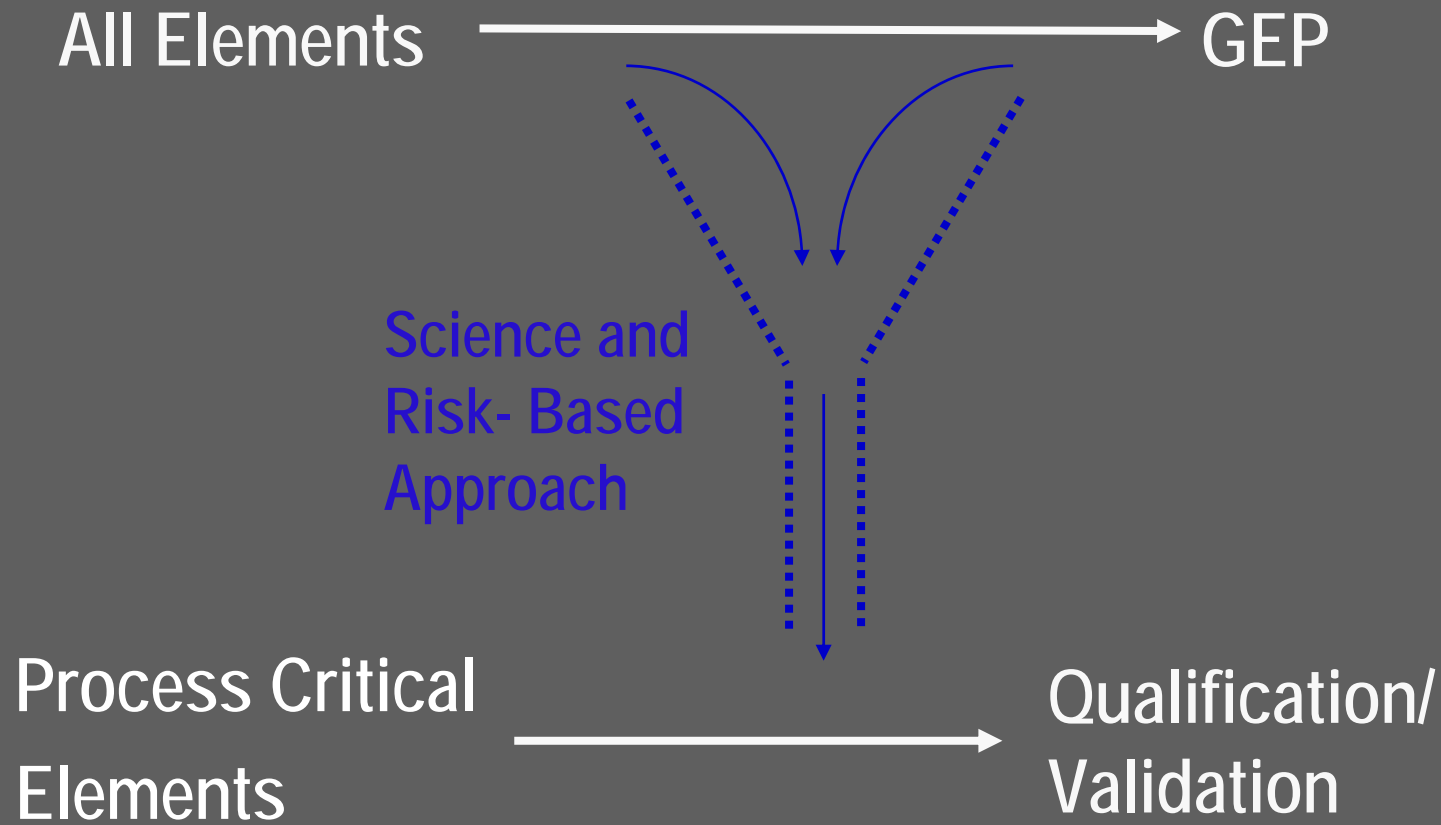 All Elements
GEP
Science and
Risk- Based
Approach
Process Critical
Elements
Qualification/
Validation